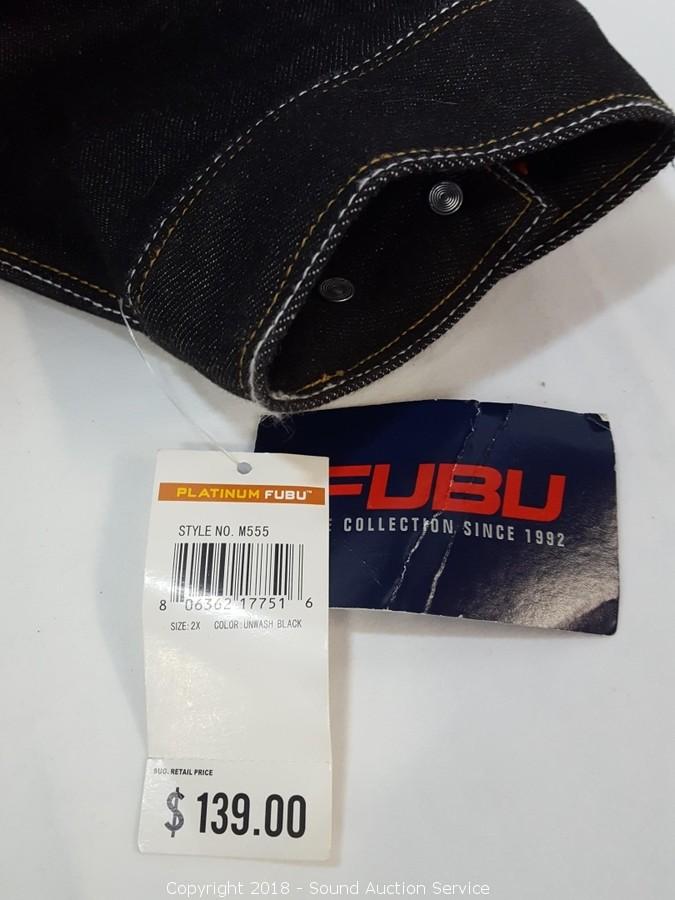 PLATINUM FUBU™
STYLE NO. M555
8 06362 17751 6
SIZE:2X COLOR:UNWASH BLACK
SUG. RETAIL PRICE
$ 139.00
FUBU
COLLECTION SINCE 1992
Copyright 2018 - Sound Auction Service